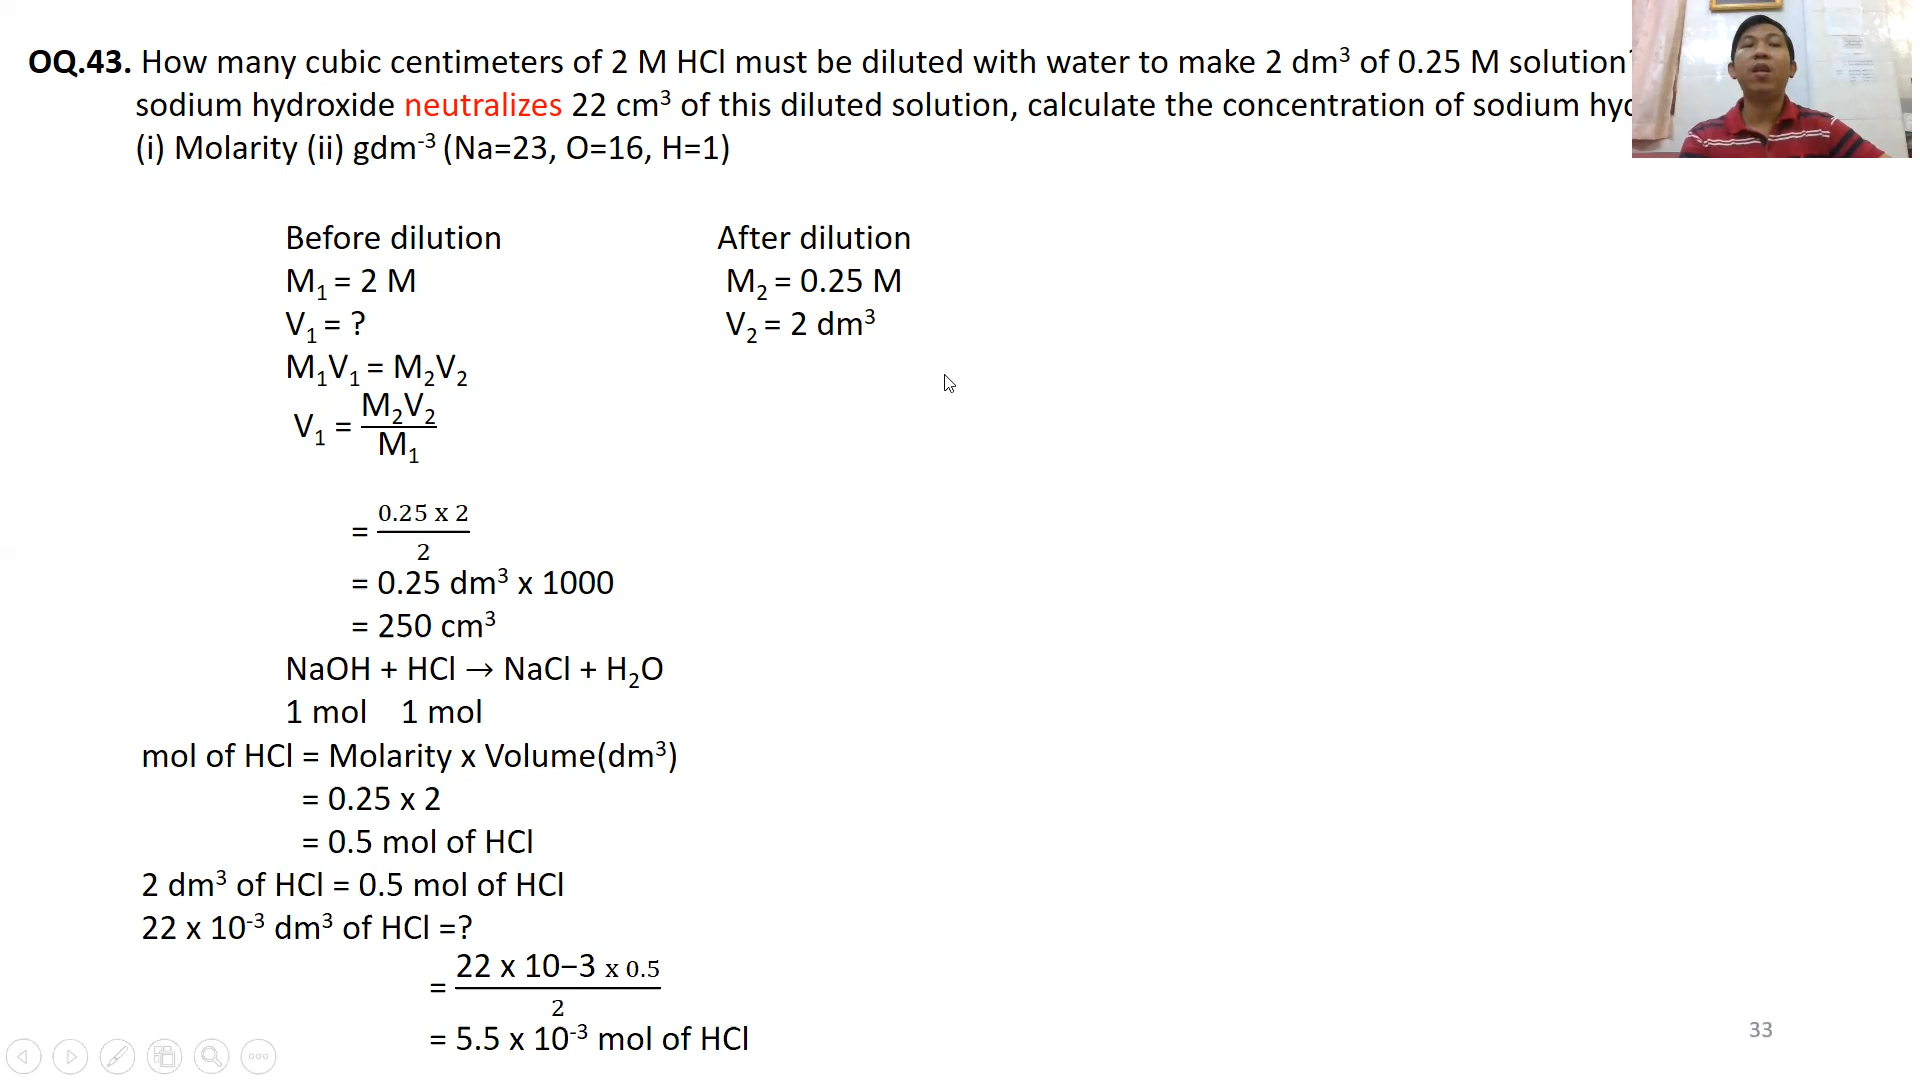 OQ.43. How many cubic centimeters of 2 M HCl must be diluted with water to make 2 dm³ of 0.25 M solution?
sodium hydroxide neutralizes 22 cm³ of this diluted solution, calculate the concentration of sodium
(i) Molarity (ii) gdm⁻³ (Na=23, O=16, H=1)
Before dilution After dilution
M₁ = 2 M M₂ = 0.25 M
V₁ = ? V₂ = 2 dm³
M₁V₁ = M₂V₂
V₁ = M₂V₂ / M₁
= 0.25 x 2 / 2
= 0.25 dm³ x 1000
= 250 cm³
NaOH + HCl → NaCl + H₂O
1 mol 1 mol
mol of HCl = Molarity x Volume(dm³)
= 0.25 x 2
= 0.5 mol of HCl
2 dm³ of HCl = 0.5 mol of HCl
22 x 10⁻³ dm³ of HCl =?
= 22 x 10−3 x 0.5 / 2
= 5.5 x 10⁻³ mol of HCl
33